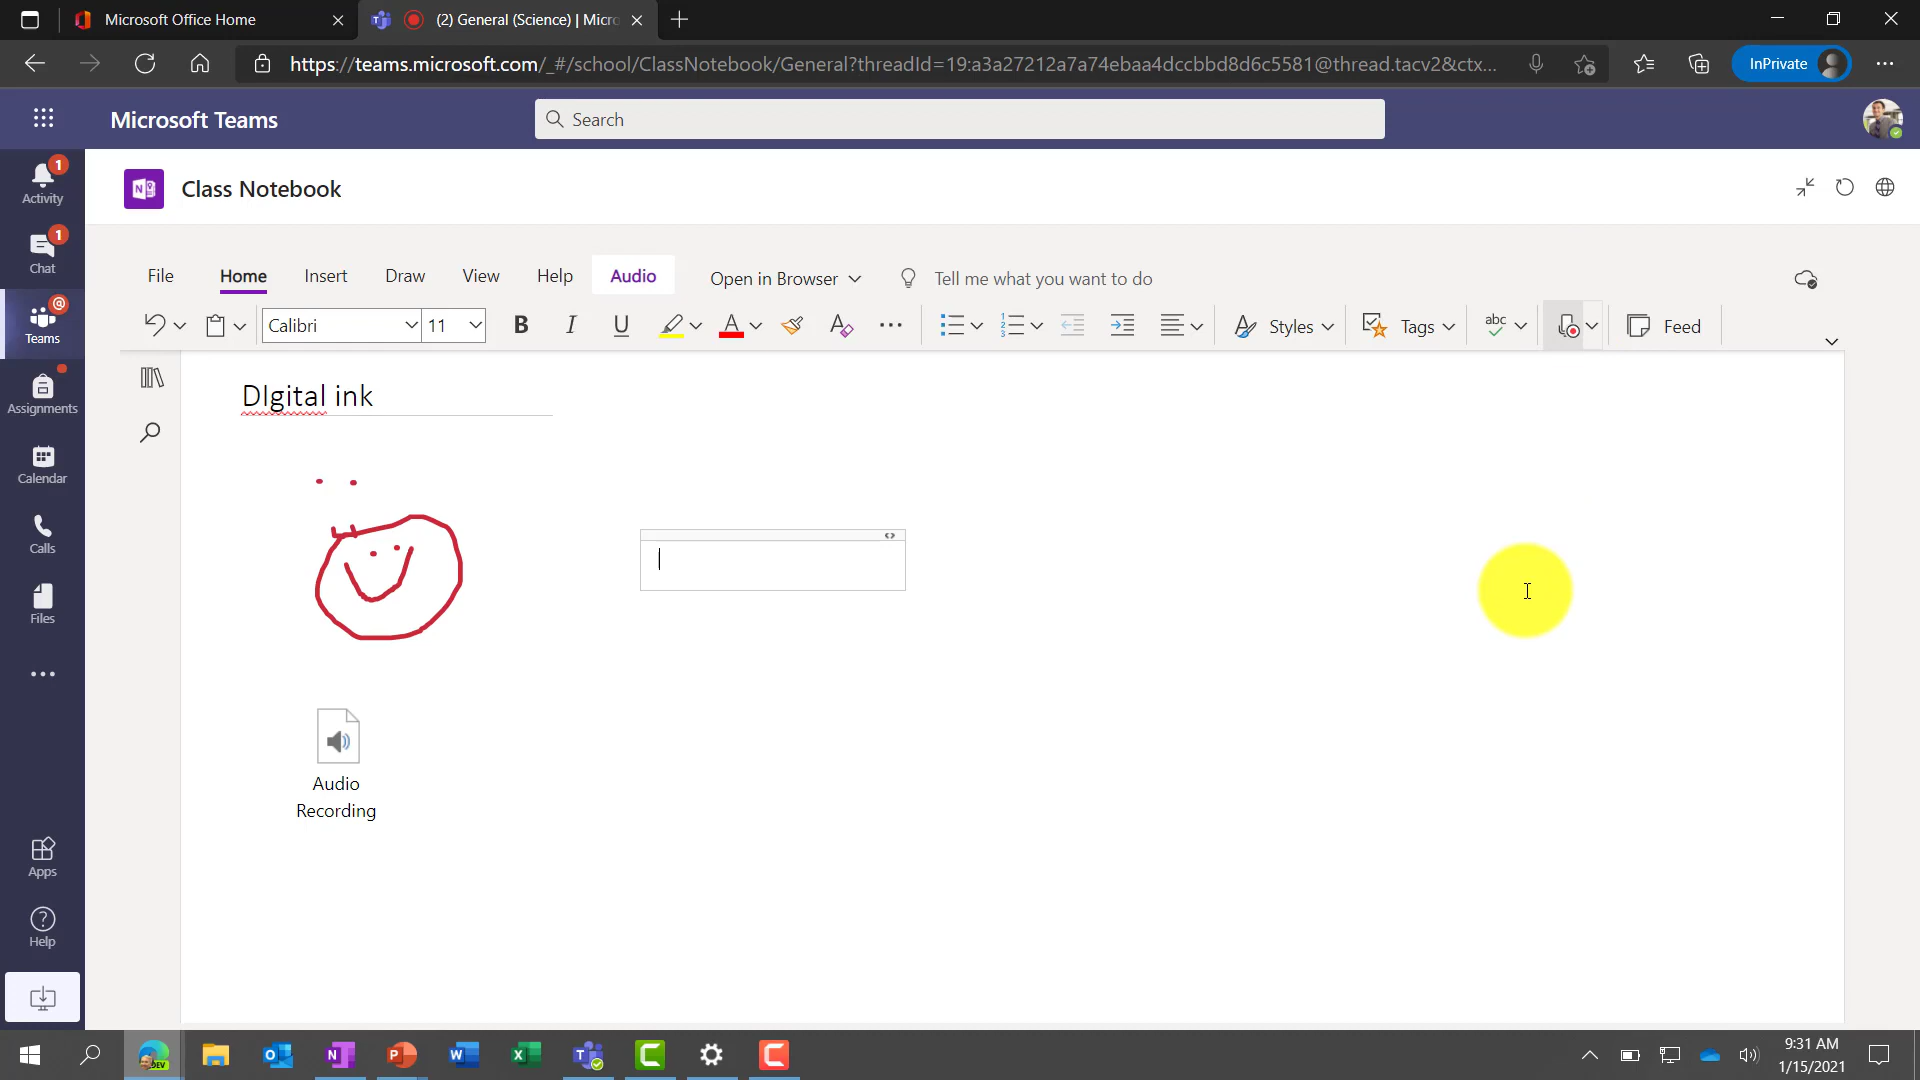 Microsoft Office Home
(2) General (Science) | Micro
https://teams.microsoft.com/_#/school/ClassNotebook/General?threadId=19:a3a27212a7a74ebaa4dccbbd8d6c5581@thread.tacv2&ctx...
InPrivate
Microsoft Teams
Search
Activity
1
Chat
1
Teams
Assignments
Calendar
Calls
Files
Apps
Help
Class Notebook
File Home Insert Draw View Help Audio Open in Browser Tell me what you want to do
Calibri 11 B I U A A Styles Tags abc Feed
DIgital ink
Audio
Recording
9:31 AM
1/15/2021